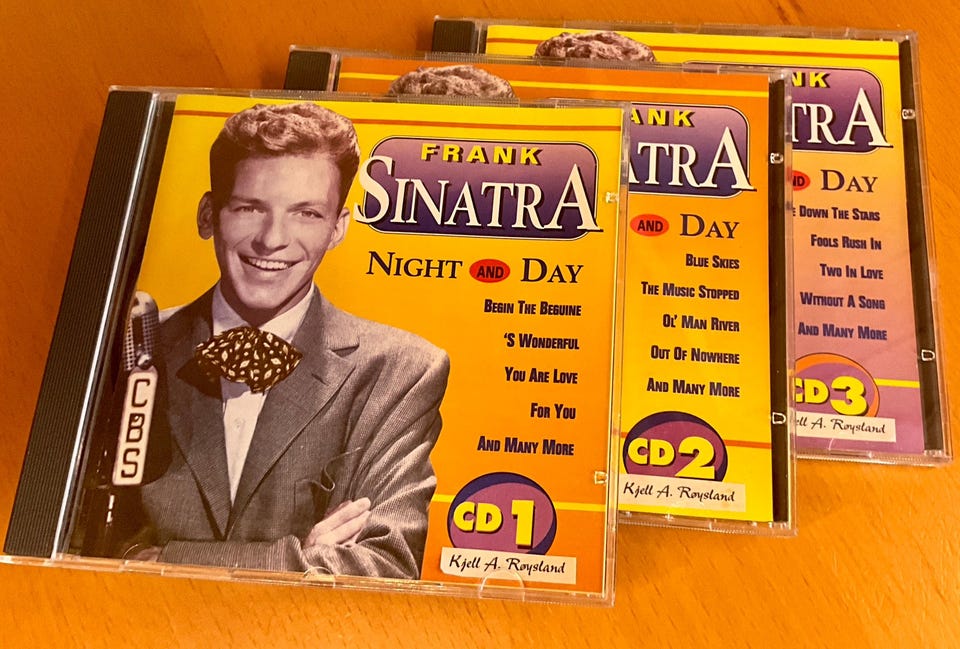 FRANK
SINATRA
NIGHT AND DAY
BEGIN THE BEGUINE
'S WONDERFUL
YOU ARE LOVE
FOR YOU
AND MANY MORE
CBS
CD 1
Kjell A. Røysland
ANK
ATRA
AND DAY
BLUE SKIES
THE MUSIC STOPPED
OL' MAN RIVER
OUT OF NOWHERE
AND MANY MORE
CD 2
Kjell A. Røysland
NK
TRA
ND DAY
E DOWN THE STARS
FOOLS RUSH IN
TWO IN LOVE
WITHOUT A SONG
AND MANY MORE
CD 3
ell A. Røysland